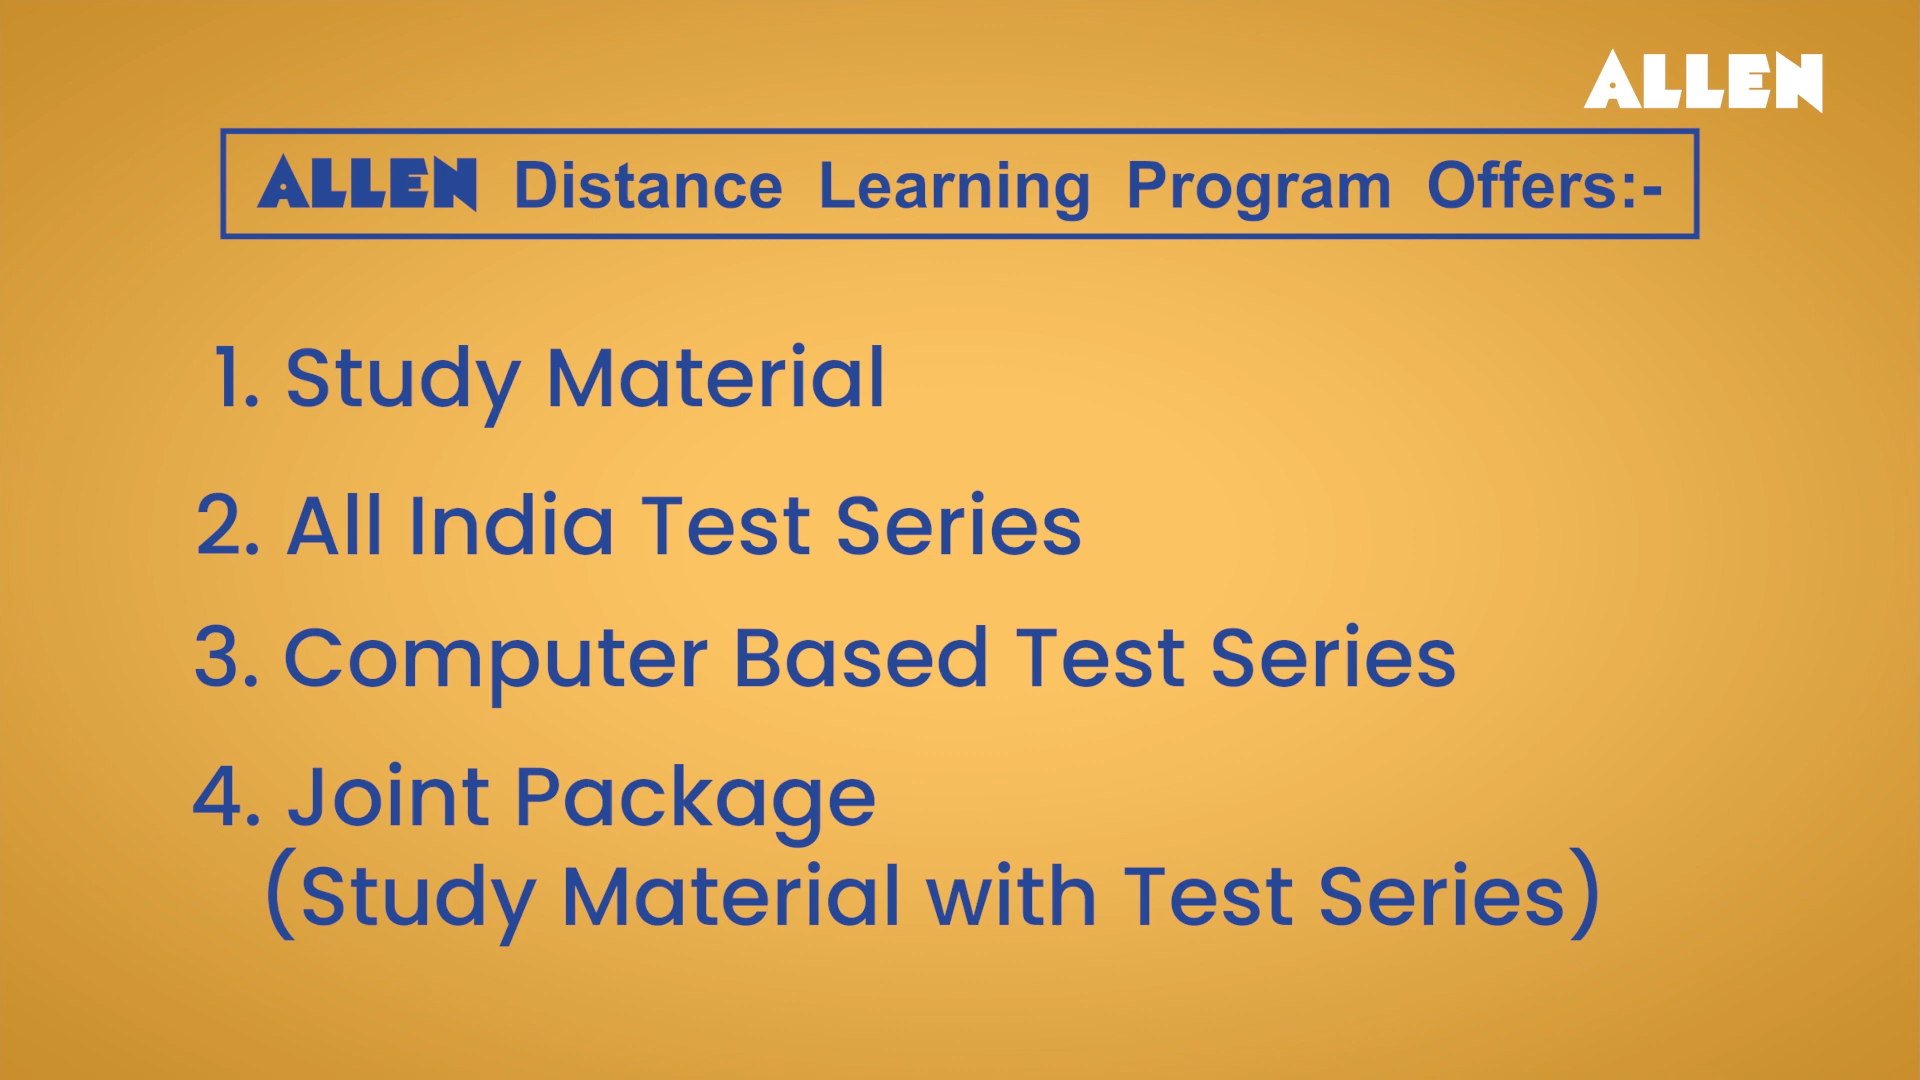 ALLEN
ALLEN Distance Learning Program Offers:-
1. Study Material
2. All India Test Series
3. Computer Based Test Series
4. Joint Package
(Study Material with Test Series)